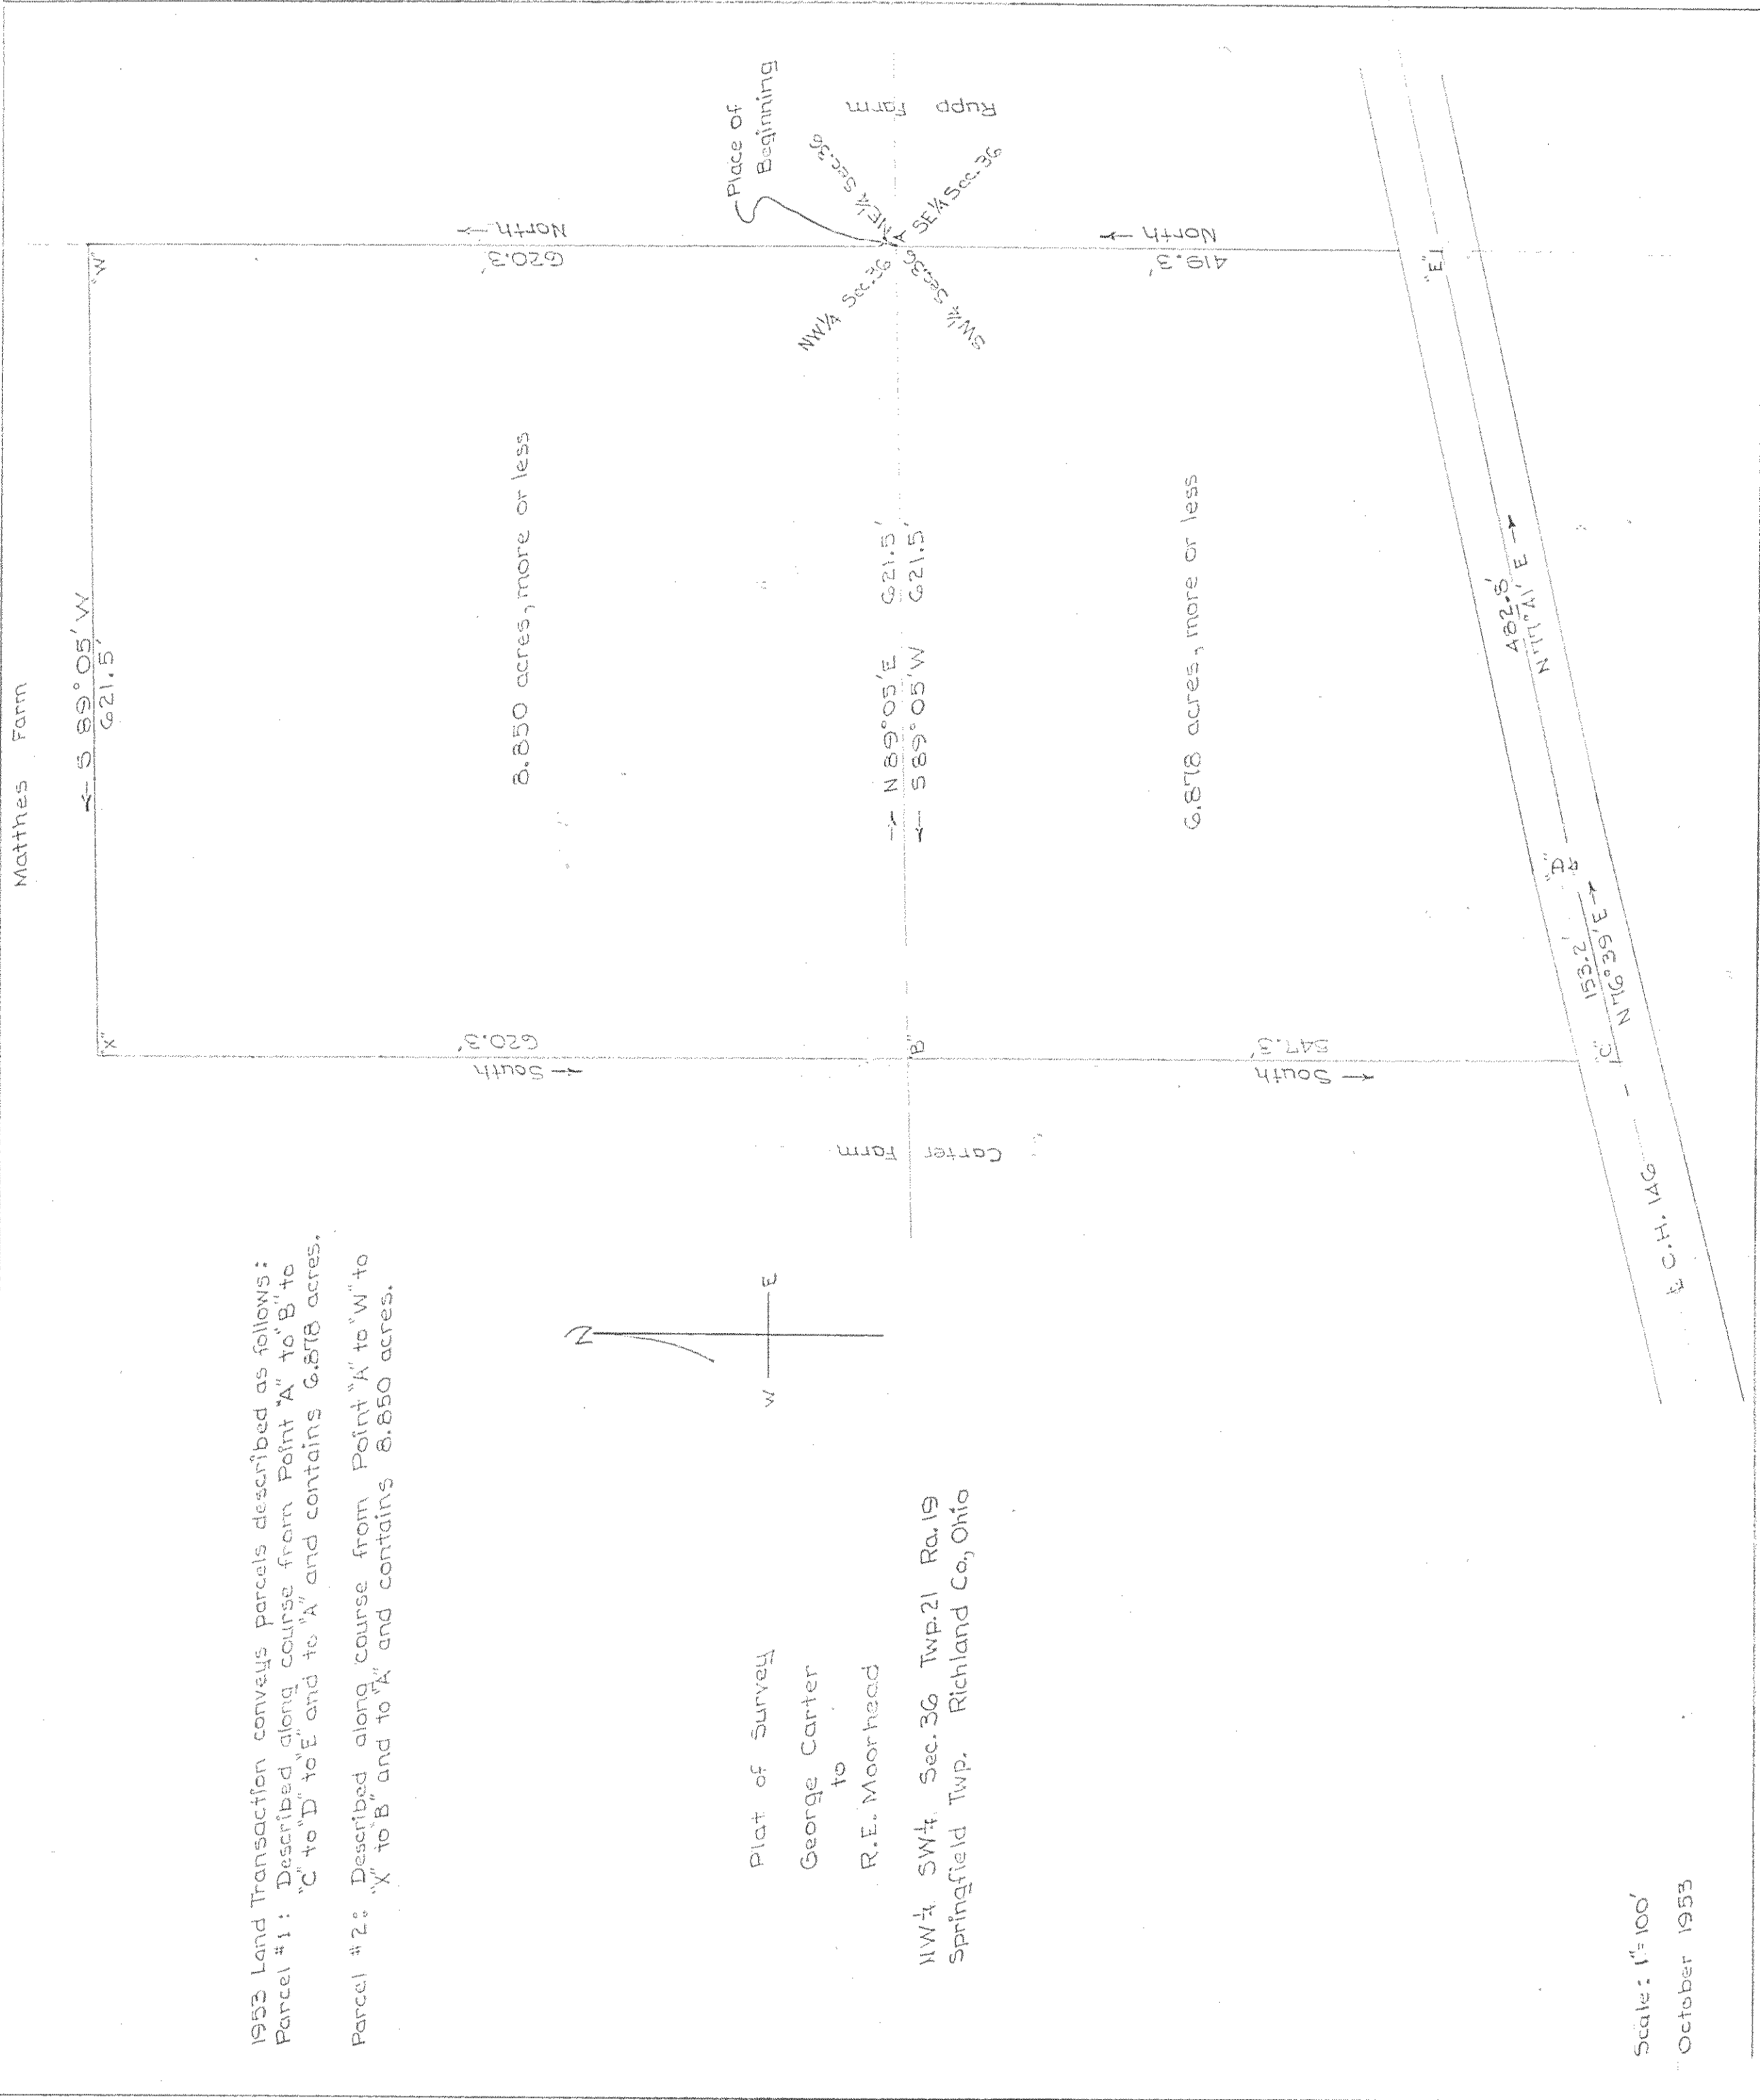 Matthes Farm
← S 89°05' W
621.5'
"X"
"W"
← South
620.3'
620.3'
North →
8.850 acres, more or less
Place of
Beginning
NW¼ Sec. 36
NE¼ Sec. 36
SW¼ Sec. 36
SE¼ Sec. 36
"A"
Rupp Farm
Carter Farm
"B"
→ N 89°05' E 621.5'
← S 89°05' W 621.5'
← South
547.3'
419.3'
North →
6.878 acres, more or less
"C"
153.2'
N 76°39' E →
"D"
482.8'
N 77°41' E →
"E"
℄ C.H. 146
1953 Land Transaction conveys parcels described as follows:
Parcel #1: Described along course from Point "A" to "B" to
"C" to "D" to "E" and to "A" and contains 6.878 acres.
Parcel #2: Described along course from Point "A" to "W" to
"X" to "B" and to "A" and contains 8.850 acres.
N
W E
Plat of Survey
George Carter
to
R.E. Moorhead
NW¼ SW¼ Sec. 36 Twp. 21 Ra. 19
Springfield Twp. Richland Co., Ohio
Scale: 1"=100'
October 1953